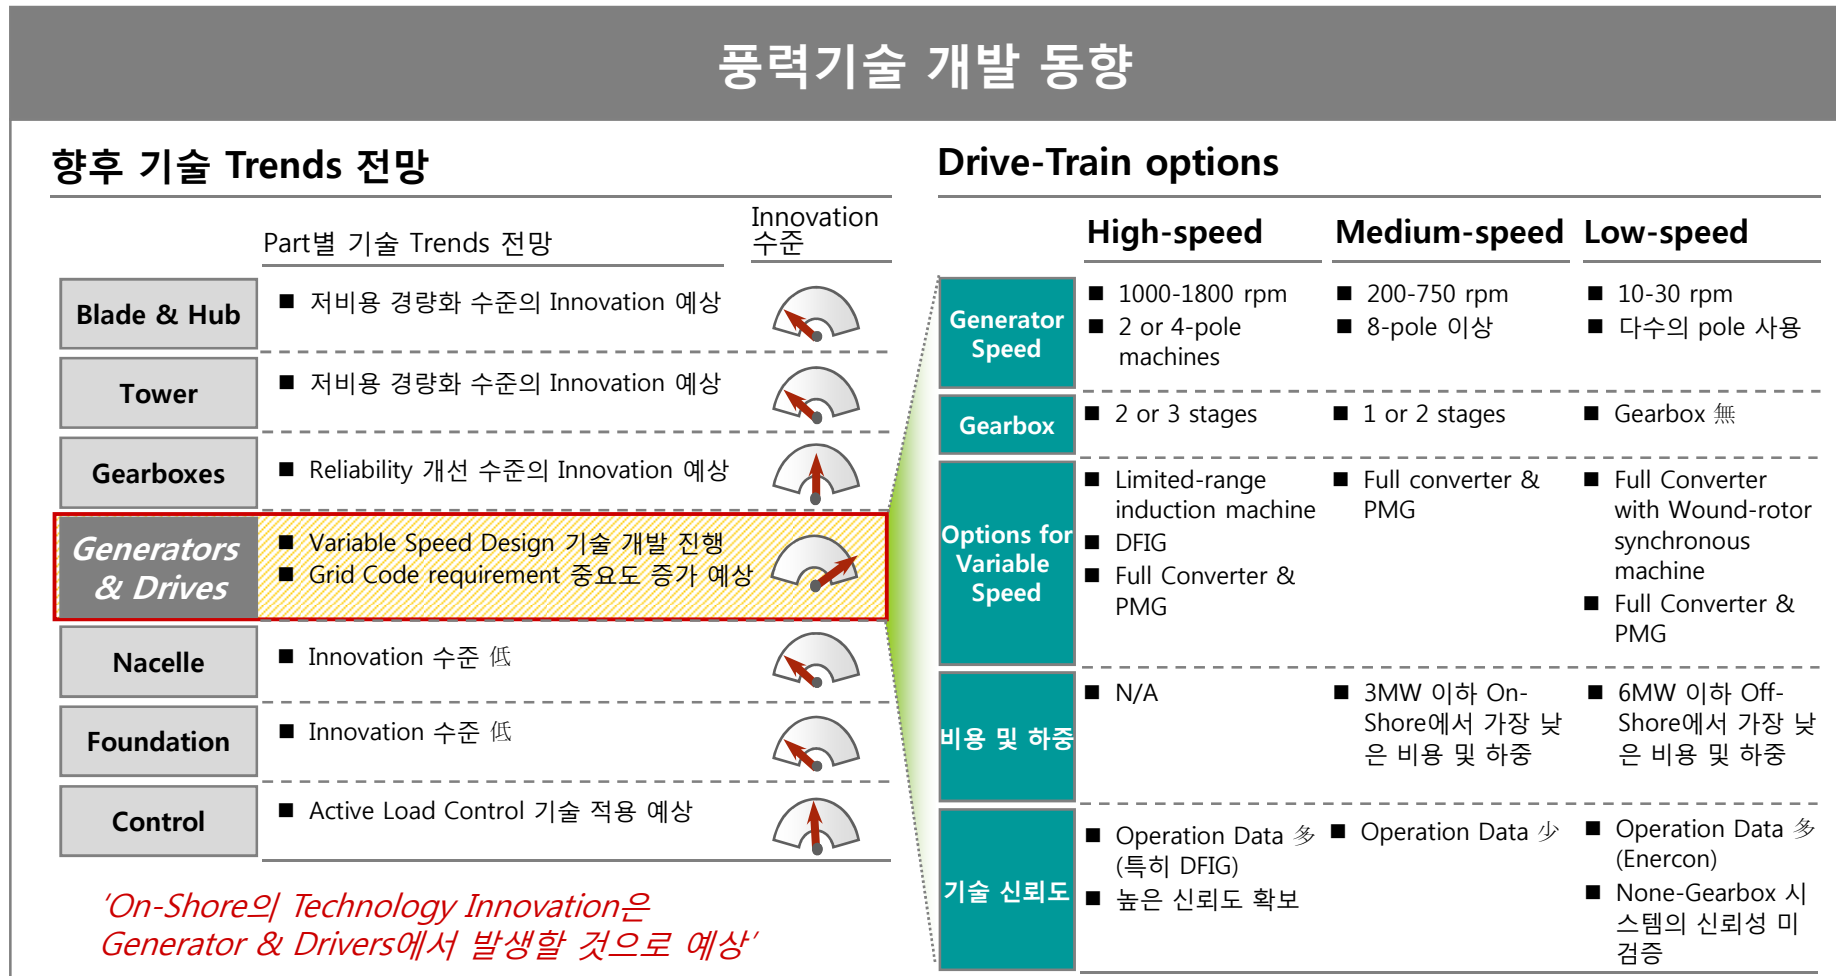 풍력기술 개발 동향
향후 기술 Trends 전망
Part별 기술 Trends 전망
Innovation
수준
Blade & Hub
■ 저비용 경량화 수준의 Innovation 예상
Tower
■ 저비용 경량화 수준의 Innovation 예상
Gearboxes
■ Reliability 개선 수준의 Innovation 예상
Generators
& Drives
■ Variable Speed Design 기술 개발 진행
■ Grid Code requirement 중요도 증가 예상
Nacelle
■ Innovation 수준 低
Foundation
■ Innovation 수준 低
Control
■ Active Load Control 기술 적용 예상
'On-Shore의 Technology Innovation은
Generator & Drivers에서 발생할 것으로 예상'
Drive-Train options
High-speed
Medium-speed
Low-speed
Generator
Speed
■ 1000-1800 rpm
■ 2 or 4-pole
machines
■ 200-750 rpm
■ 8-pole 이상
■ 10-30 rpm
■ 다수의 pole 사용
Gearbox
■ 2 or 3 stages
■ 1 or 2 stages
■ Gearbox 無
Options for
Variable
Speed
■ Limited-range
induction machine
■ DFIG
■ Full Converter &
PMG
■ Full converter &
PMG
■ Full Converter
with Wound-rotor
synchronous
machine
■ Full Converter &
PMG
비용 및 하중
■ N/A
■ 3MW 이하 On-
Shore에서 가장 낮
은 비용 및 하중
■ 6MW 이하 Off-
Shore에서 가장 낮
은 비용 및 하중
기술 신뢰도
■ Operation Data 多
(특히 DFIG)
■ 높은 신뢰도 확보
■ Operation Data 少
■ Operation Data 多
(Enercon)
■ None-Gearbox 시
스템의 신뢰성 미
검증